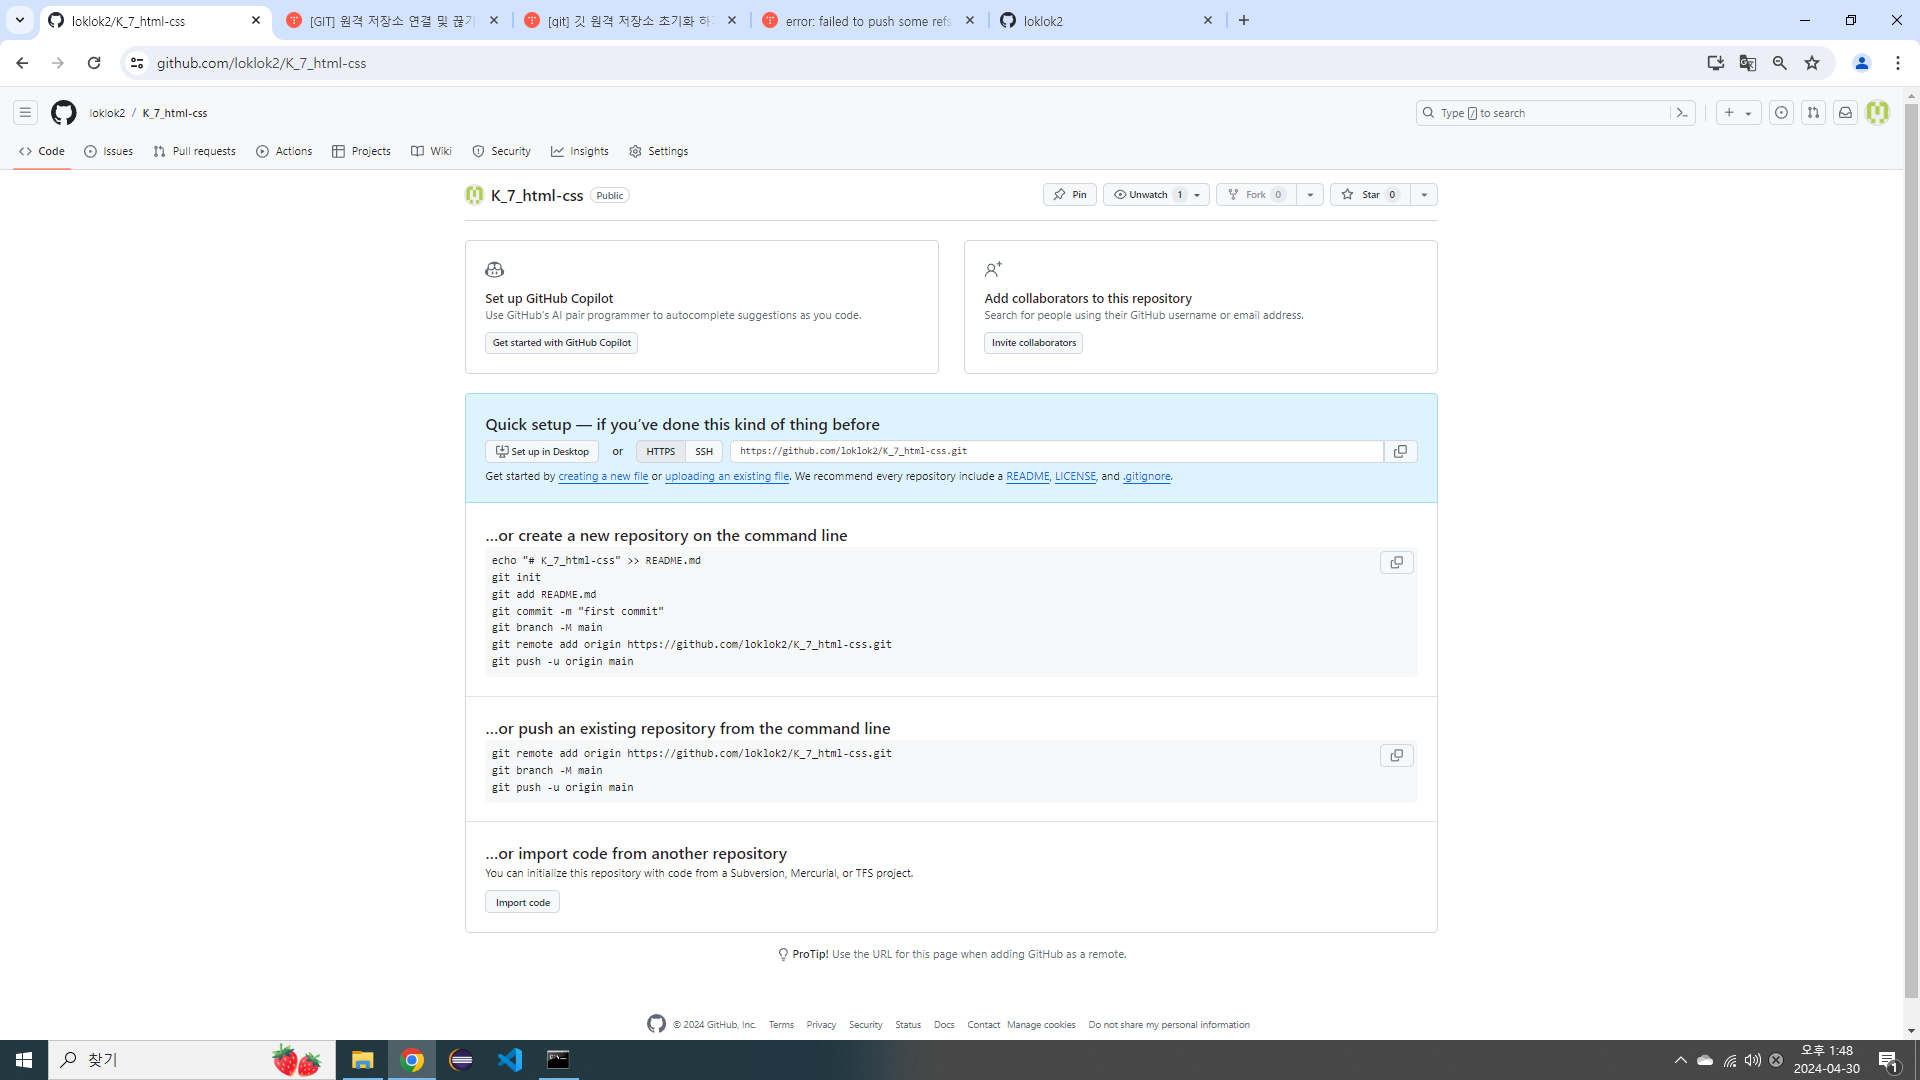 loklok2/K_7_html-css
[GIT] 원격 저장소 연결 및 끊기
[git] 깃 원격 저장소 초기화 하
error: failed to push some refs
loklok2
github.com/loklok2/K_7_html-css
loklok2 / K_7_html-css
Type / to search
Code
Issues
Pull requests
Actions
Projects
Wiki
Security
Insights
Settings
K_7_html-css Public
Pin
Unwatch 1
Fork 0
Star 0
Set up GitHub Copilot
Use GitHub's AI pair programmer to autocomplete suggestions as you code.
Get started with GitHub Copilot
Add collaborators to this repository
Search for people using their GitHub username or email address.
Invite collaborators
Quick setup — if you've done this kind of thing before
Set up in Desktop or HTTPS SSH https://github.com/loklok2/K_7_html-css.git
Get started by creating a new file or uploading an existing file. We recommend every repository include a README, LICENSE, and .gitignore.
…or create a new repository on the command line
echo "# K_7_html-css" >> README.md
git init
git add README.md
git commit -m "first commit"
git branch -M main
git remote add origin https://github.com/loklok2/K_7_html-css.git
git push -u origin main
…or push an existing repository from the command line
git remote add origin https://github.com/loklok2/K_7_html-css.git
git branch -M main
git push -u origin main
…or import code from another repository
You can initialize this repository with code from a Subversion, Mercurial, or TFS project.
Import code
ProTip! Use the URL for this page when adding GitHub as a remote.
© 2024 GitHub, Inc. Terms Privacy Security Status Docs Contact Manage cookies Do not share my personal information
찾기
오후 1:48
2024-04-30
1